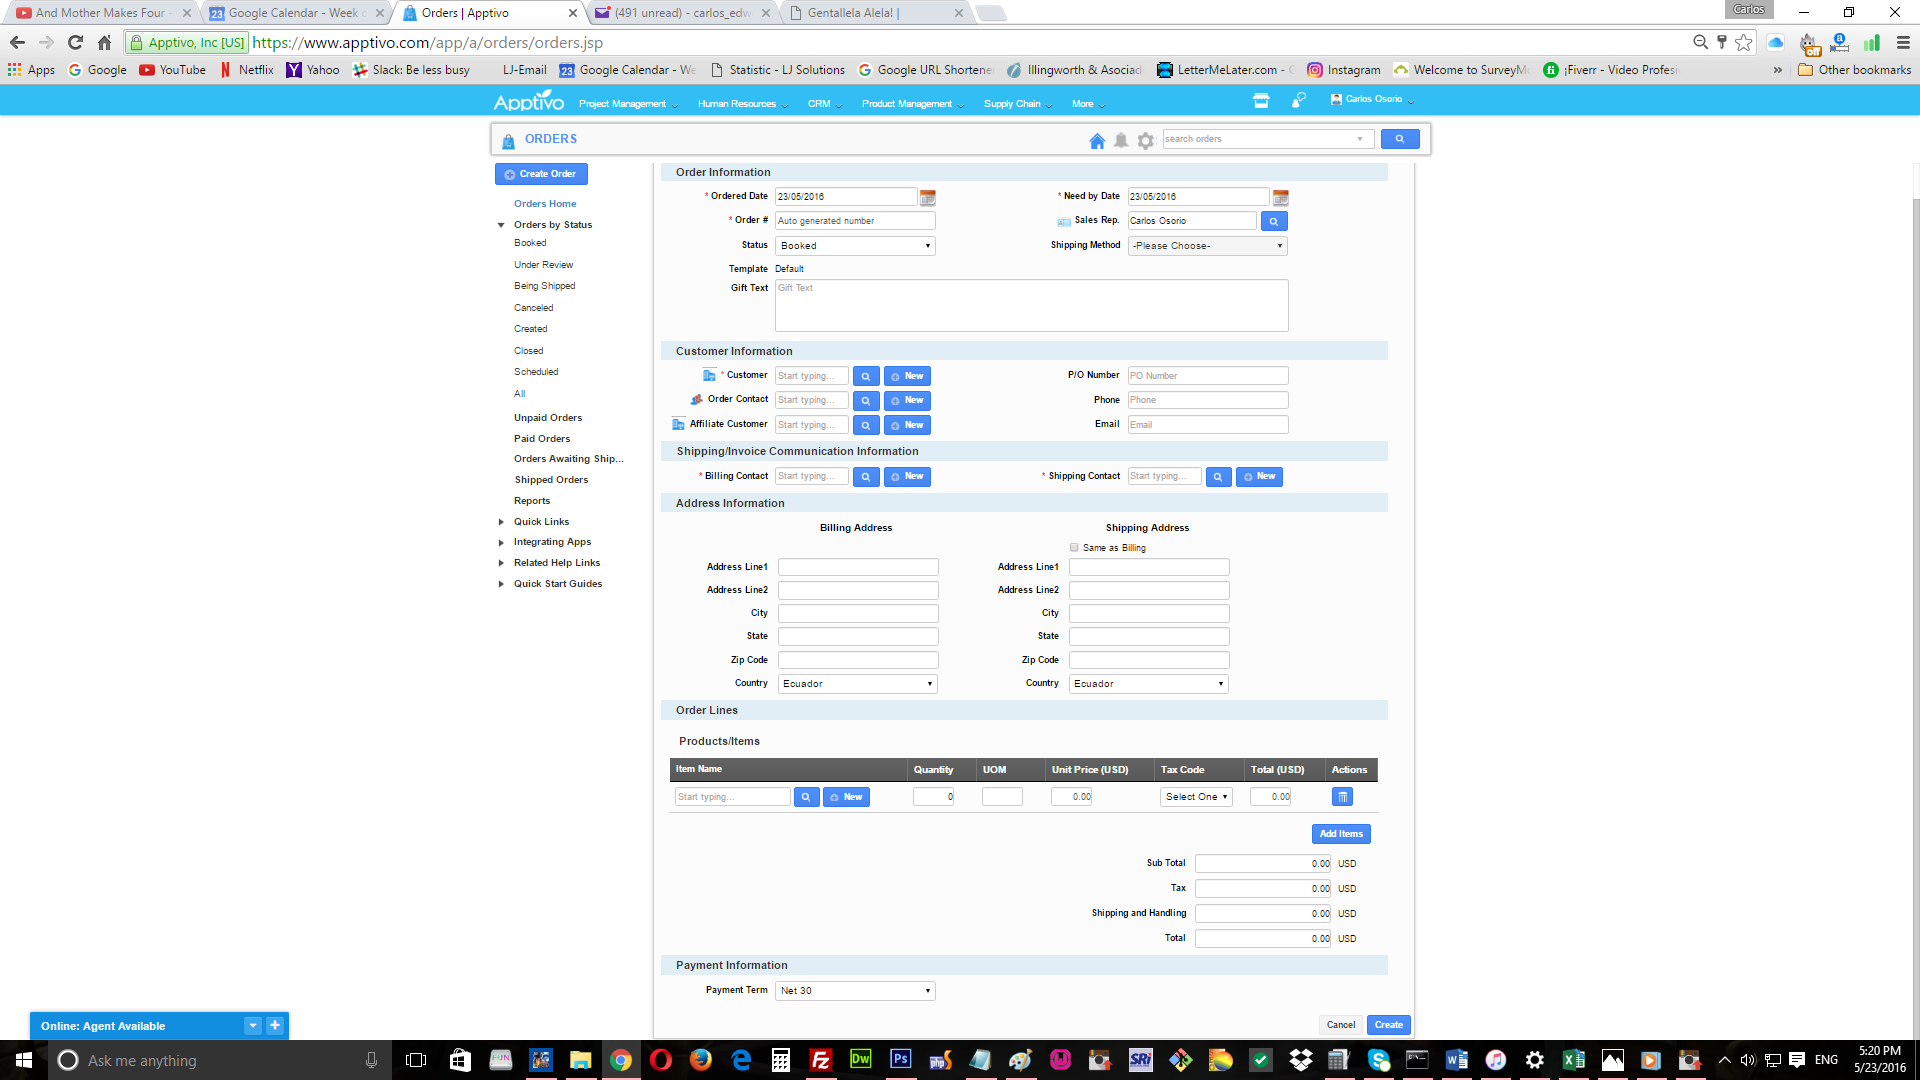 And Mother Makes Four -
Google Calendar - Week o
Orders | Apptivo
(491 unread) - carlos_edw
Gentallela Alela! |
Carlos
Apptivo, Inc [US]
https://www.apptivo.com/app/a/orders/orders.jsp
off
Apps
Google
YouTube
Netflix
Yahoo
Slack: Be less busy
LJ-Email
Google Calendar - We
Statistic - LJ Solutions
Google URL Shortene
Illingworth & Asociad
LetterMeLater.com - C
Instagram
Welcome to SurveyM
¡Fiverr - Video Profesi
Other bookmarks
Apptivo
Project Management
Human Resources
CRM
Product Management
Supply Chain
More
Carlos Osorio
ORDERS
search orders
Create Order
Orders Home
Orders by Status
Booked
Under Review
Being Shipped
Canceled
Created
Closed
Scheduled
All
Unpaid Orders
Paid Orders
Orders Awaiting Ship...
Shipped Orders
Reports
Quick Links
Integrating Apps
Related Help Links
Quick Start Guides
Order Information
* Ordered Date 23/05/2016
* Need by Date 23/05/2016
* Order # Auto generated number
Sales Rep. Carlos Osorio
Status Booked
Shipping Method -Please Choose-
Template Default
Gift Text Gift Text
Customer Information
* Customer Start typing... New
P/O Number PO Number
Order Contact Start typing... New
Phone Phone
Affiliate Customer Start typing... New
Email Email
Shipping/Invoice Communication Information
* Billing Contact Start typing... New
* Shipping Contact Start typing... New
Address Information
Billing Address
Shipping Address
Same as Billing
Address Line1
Address Line1
Address Line2
Address Line2
City
City
State
State
Zip Code
Zip Code
Country Ecuador
Country Ecuador
Order Lines
Products/Items
Item Name Quantity UOM Unit Price (USD) Tax Code Total (USD) Actions
Start typing... New 0 0.00 Select One 0.00
Add Items
Sub Total 0.00 USD
Tax 0.00 USD
Shipping and Handling 0.00 USD
Total 0.00 USD
Payment Information
Payment Term Net 30
Cancel Create
Online: Agent Available
Ask me anything
ENG
5:20 PM
5/23/2016